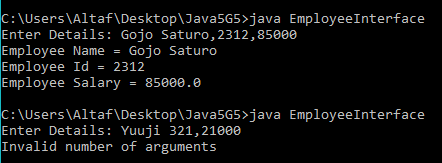 C:\Users\Altaf\Desktop\Java5G5>java EmployeeInterface
Enter Details: Gojo Saturo,2312,85000
Employee Name = Gojo Saturo
Employee Id = 2312
Employee Salary = 85000.0
C:\Users\Altaf\Desktop\Java5G5>java EmployeeInterface
Enter Details: Yuuji 321,21000
Invalid number of arguments